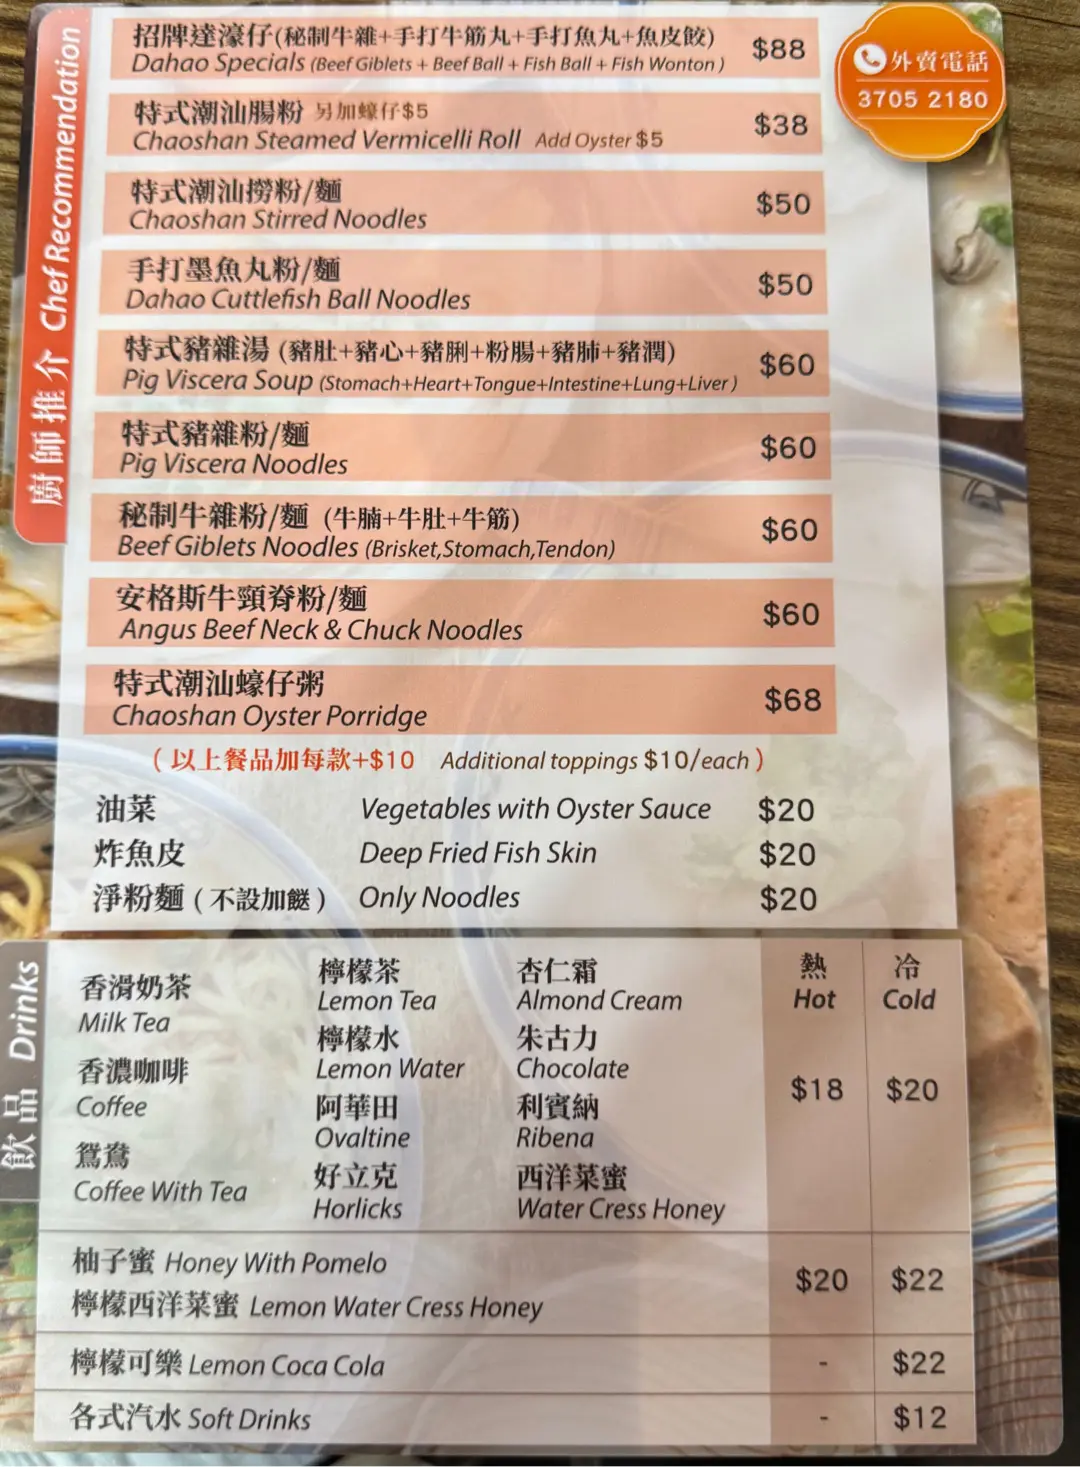 廚師推介 Chef Recommendation
招牌達濠仔(秘制牛雜+手打牛筋丸+手打魚丸+魚皮餃) $88
Dahao Specials (Beef Giblets + Beef Ball + Fish Ball + Fish Wonton )
外賣電話
3705 2180
特式潮汕腸粉 另加蠔仔$5 $38
Chaoshan Steamed Vermicelli Roll Add Oyster $5
特式潮汕撈粉/麵 $50
Chaoshan Stirred Noodles
手打墨魚丸粉/麵 $50
Dahao Cuttlefish Ball Noodles
特式豬雜湯 (豬肚+豬心+豬脷+粉腸+豬肺+豬潤) $60
Pig Viscera Soup (Stomach+Heart+Tongue+Intestine+Lung+Liver)
特式豬雜粉/麵 $60
Pig Viscera Noodles
秘制牛雜粉/麵 (牛腩+牛肚+牛筋) $60
Beef Giblets Noodles (Brisket,Stomach,Tendon)
安格斯牛頸脊粉/麵 $60
Angus Beef Neck & Chuck Noodles
特式潮汕蠔仔粥 $68
Chaoshan Oyster Porridge
( 以上餐品加每款+$10 Additional toppings $10/each )
油菜 Vegetables with Oyster Sauce $20
炸魚皮 Deep Fried Fish Skin $20
淨粉麵 ( 不設加餸 ) Only Noodles $20
飲品 Drinks
熱 冷
Hot Cold
香滑奶茶 檸檬茶 杏仁霜
Milk Tea Lemon Tea Almond Cream
檸檬水 朱古力
Lemon Water Chocolate
香濃咖啡
Coffee
$18 $20
阿華田 利賓納
Ovaltine Ribena
鴛鴦
Coffee With Tea
好立克 西洋菜蜜
Horlicks Water Cress Honey
柚子蜜 Honey With Pomelo
$20 $22
檸檬西洋菜蜜 Lemon Water Cress Honey
檸檬可樂 Lemon Coca Cola - $22
各式汽水 Soft Drinks - $12